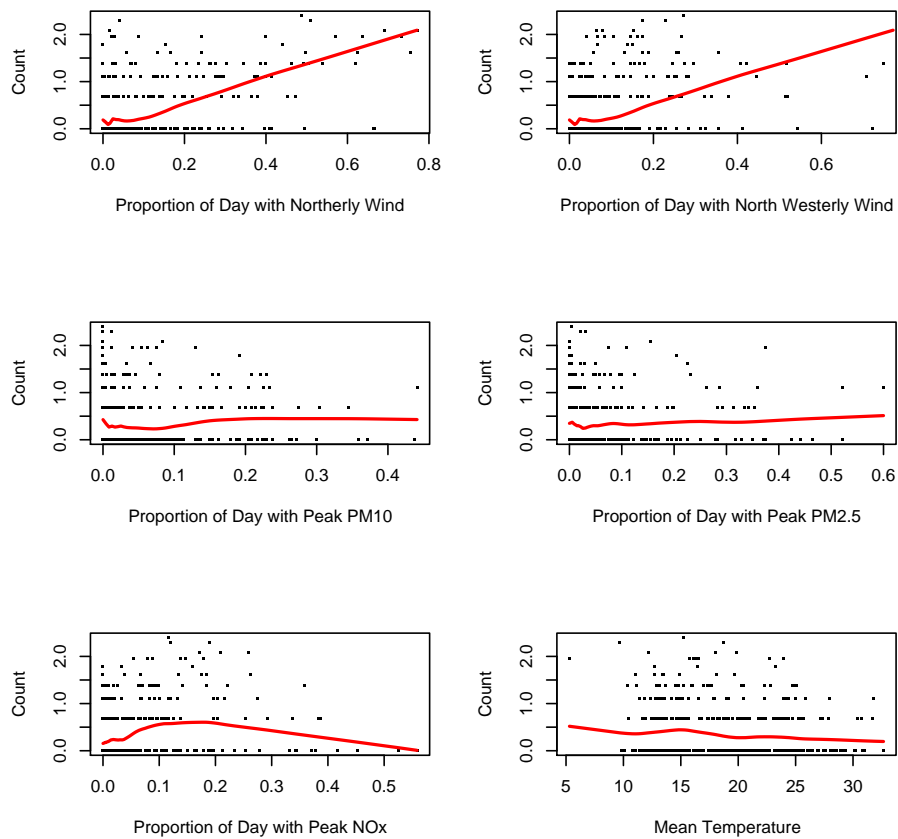 Count
0.0 1.0 2.0
0.0 0.2 0.4 0.6 0.8
Proportion of Day with Northerly Wind
Count
0.0 1.0 2.0
0.0 0.2 0.4 0.6
Proportion of Day with North Westerly Wind
Count
0.0 1.0 2.0
0.0 0.1 0.2 0.3 0.4
Proportion of Day with Peak PM10
Count
0.0 1.0 2.0
0.0 0.1 0.2 0.3 0.4 0.5 0.6
Proportion of Day with Peak PM2.5
Count
0.0 1.0 2.0
0.0 0.1 0.2 0.3 0.4 0.5
Proportion of Day with Peak NOx
Count
0.0 1.0 2.0
5 10 15 20 25 30
Mean Temperature